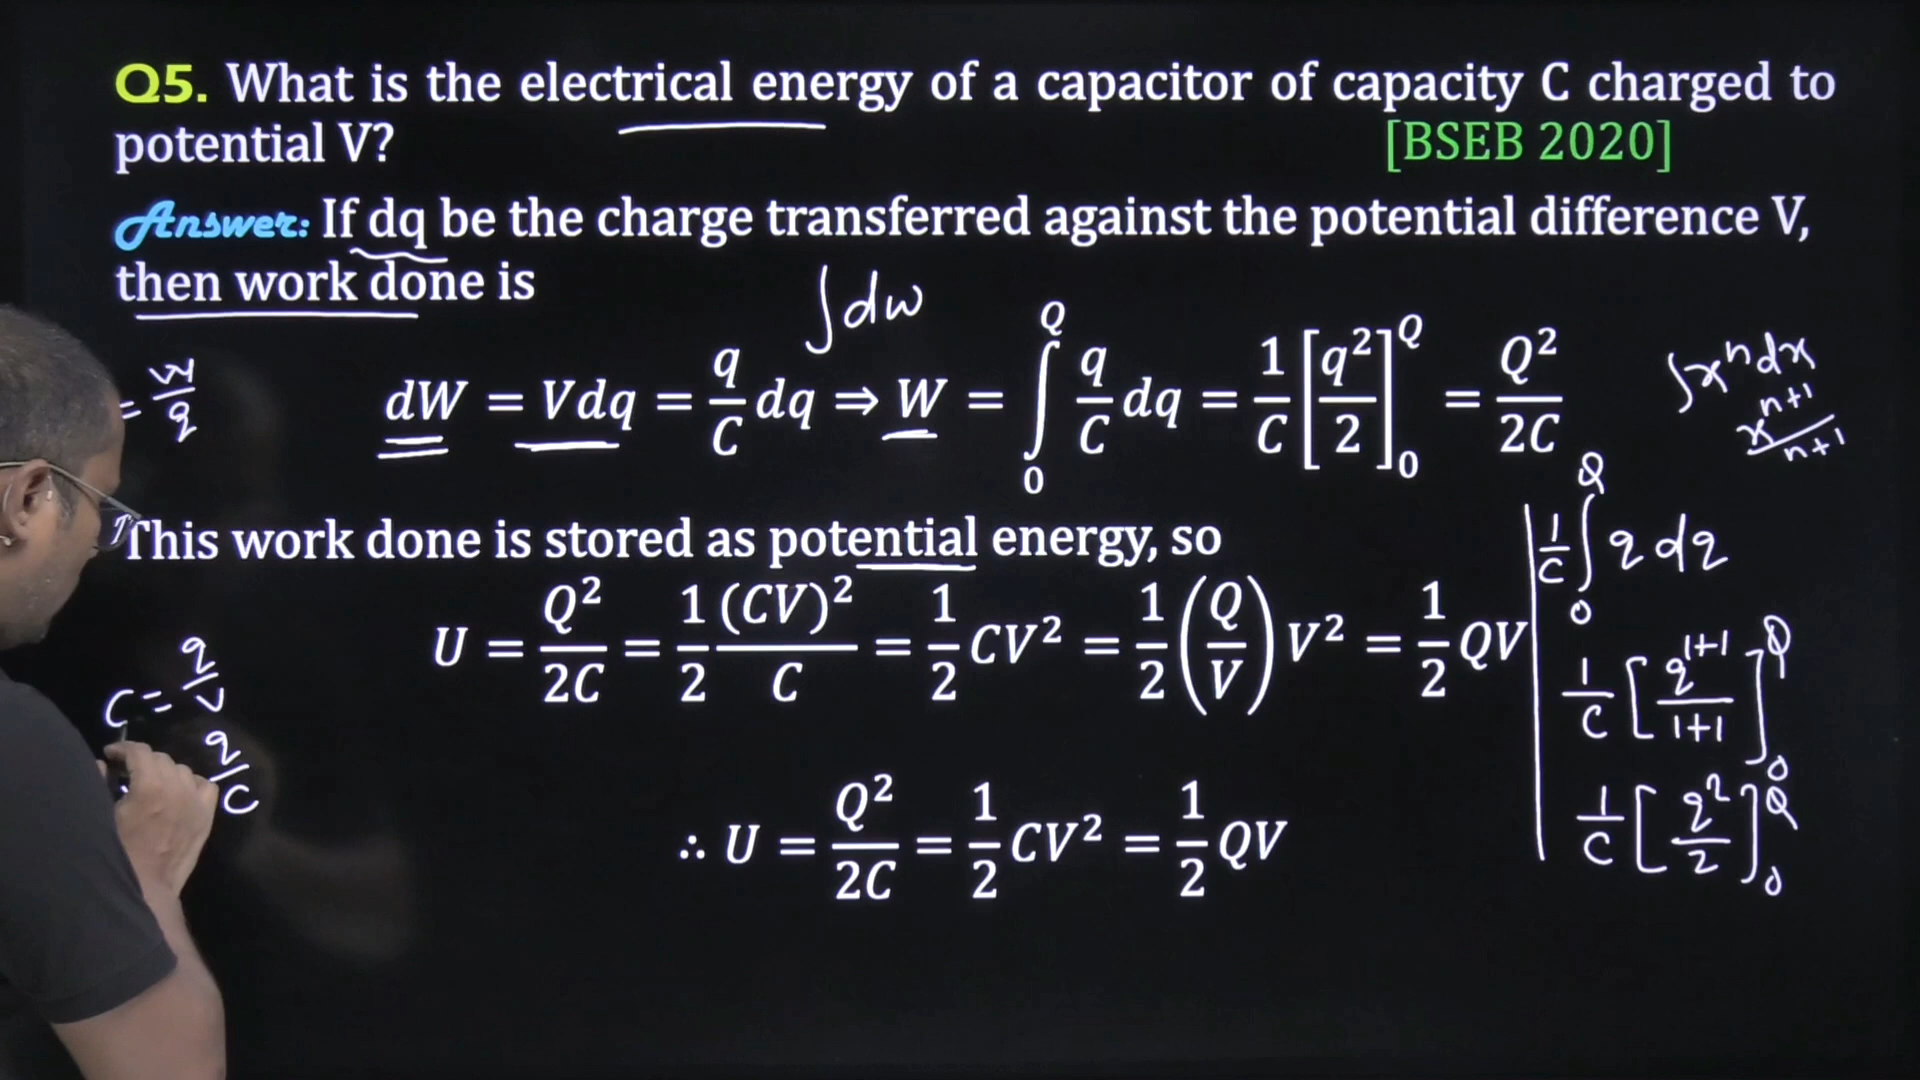 Q5. What is the electrical energy of a capacitor of capacity C charged to
potential V? [BSEB 2020]
Answer: If dq be the charge transferred against the potential difference V,
then work done is
∫dw
= W/q
dW = Vdq = q/C dq ⇒ W = ∫₀^Q q/C dq = 1/C [q²/2]₀^Q = Q²/2C
∫xⁿdx
x^(n+1)/(n+1)
This work done is stored as potential energy, so
1/C ∫₀^Q q dq
U = Q²/2C = 1/2 (CV)²/C = 1/2 CV² = 1/2 (Q/V) V² = 1/2 QV
1/C [q^(1+1)/(1+1)]₀^Q
C = q/V
q/C
∴ U = Q²/2C = 1/2 CV² = 1/2 QV
1/C [q²/2]₀^Q